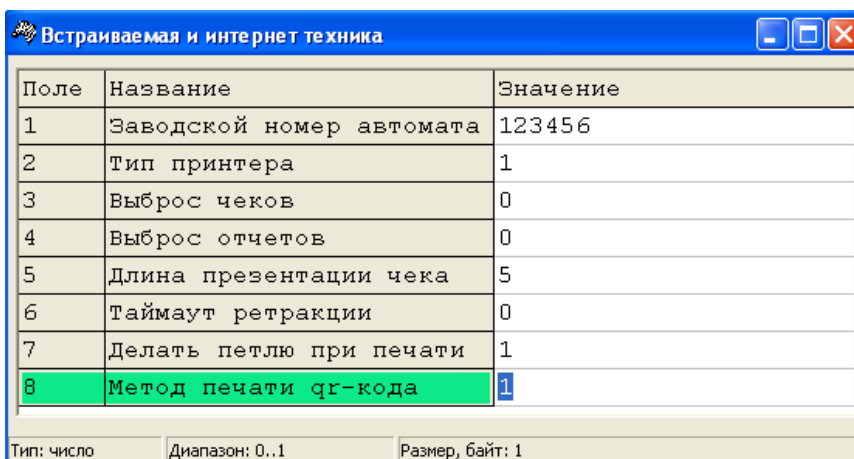 Встраиваемая и интернет техника
Поле Название Значение
1 Заводской номер автомата 123456
2 Тип принтера 1
3 Выброс чеков 0
4 Выброс отчетов 0
5 Длина презентации чека 5
6 Таймаут ретракции 0
7 Делать петлю при печати 1
8 Метод печати qr-кода 1
Тип: число Диапазон: 0..1 Размер, байт: 1